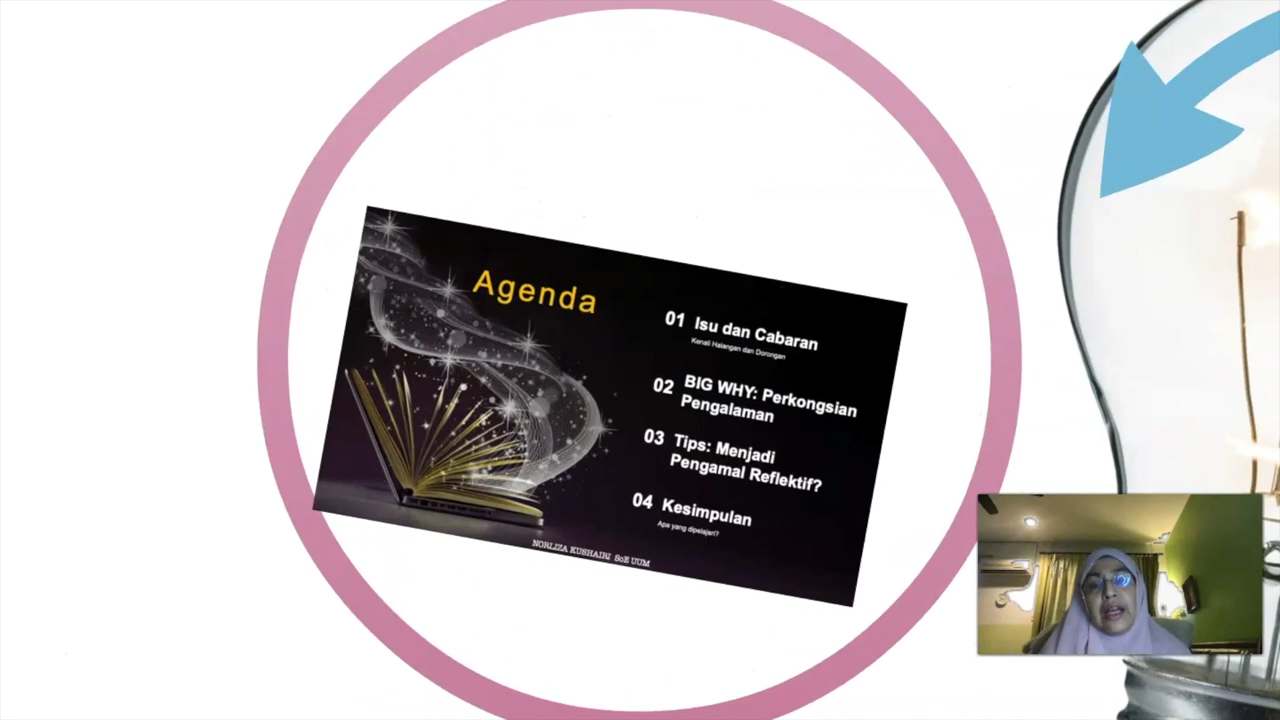 Agenda
01 Isu dan Cabaran
Kenali Halangan dan Dorongan
02 BIG WHY: Perkongsian
Pengalaman
03 Tips: Menjadi
Pengamal Reflektif?
04 Kesimpulan
Apa yang dipelajari?
NORLIZA KUSHAIRI SoE UUM